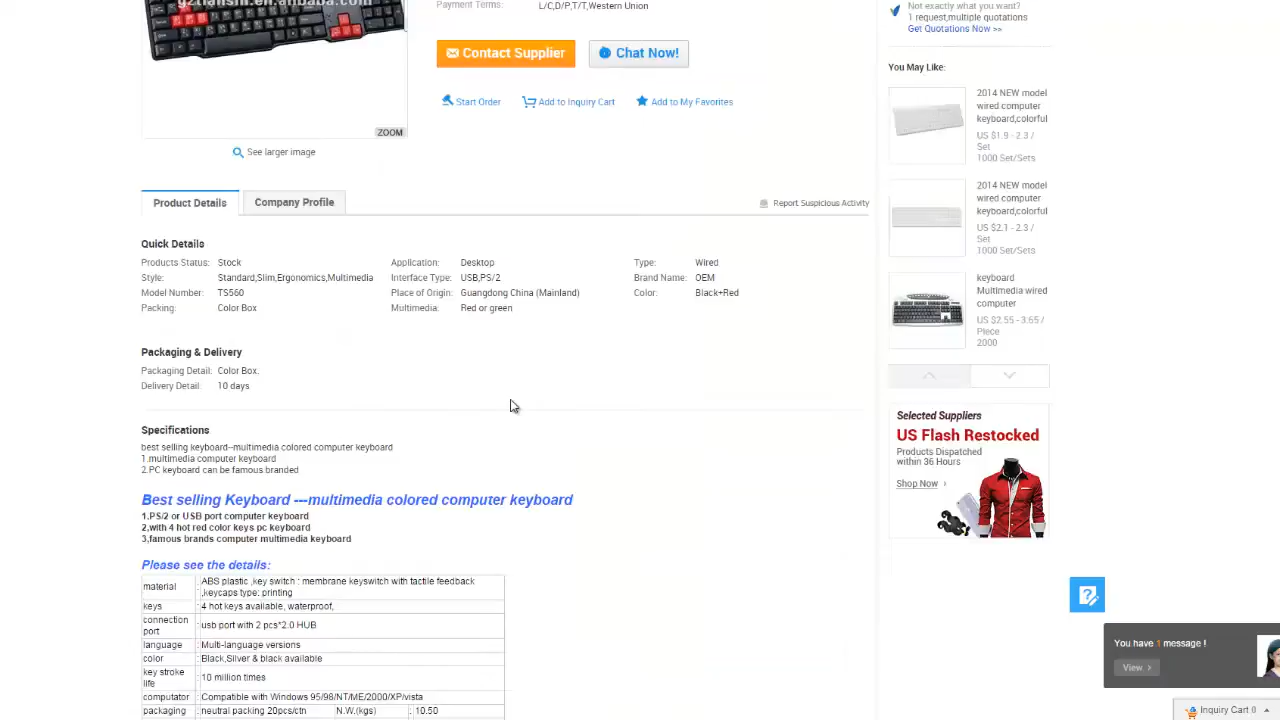 gztianshi.en.alibaba.com
Payment Terms: L/C,D/P,T/T,Western Union
Contact Supplier
Chat Now!
Start Order
Add to Inquiry Cart
Add to My Favorites
ZOOM
See larger image
Product Details
Company Profile
Report Suspicious Activity
Quick Details
Products Status: Stock Application: Desktop Type: Wired
Style: Standard,Slim,Ergonomics,Multimedia Interface Type: USB,PS/2 Brand Name: OEM
Model Number: TS560 Place of Origin: Guangdong China (Mainland) Color: Black+Red
Packing: Color Box Multimedia: Red or green
Packaging & Delivery
Packaging Detail: Color Box.
Delivery Detail: 10 days
Specifications
best selling keyboard--multimedia colored computer keyboard
1.multimedia computer keyboard
2.PC keyboard can be famous branded
Best selling Keyboard ---multimedia colored computer keyboard
1.PS/2 or USB port computer keyboard
2,with 4 hot red color keys pc keyboard
3,famous brands computer multimedia keyboard
Please see the details:
material : ABS plastic ,key switch : membrane keyswitch with tactile feedback
,keycaps type: printing
keys : 4 hot keys available, waterproof,
connection
port : usb port with 2 pcs*2.0 HUB
language : Multi-language versions
color : Black,Silver & black available
key stroke
life : 10 million times
computator : Compatible with Windows 95/98/NT/ME/2000/XP/vista
packaging : neutral packing 20pcs/ctn N.W.(kgs) : 10.50
Not exactly what you want?
1 request,multiple quotations
Get Quotations Now >>
You May Like:
2014 NEW model
wired computer
keyboard,colorful
US $1.9 - 2.3 /
Set
1000 Set/Sets
2014 NEW model
wired computer
keyboard,colorful
US $2.1 - 2.3 /
Set
1000 Set/Sets
keyboard
Multimedia wired
computer
US $2.55 - 3.65 /
Piece
2000
Selected Suppliers
US Flash Restocked
Products Dispatched
within 36 Hours
Shop Now
You have 1 message !
View
Inquiry Cart 0